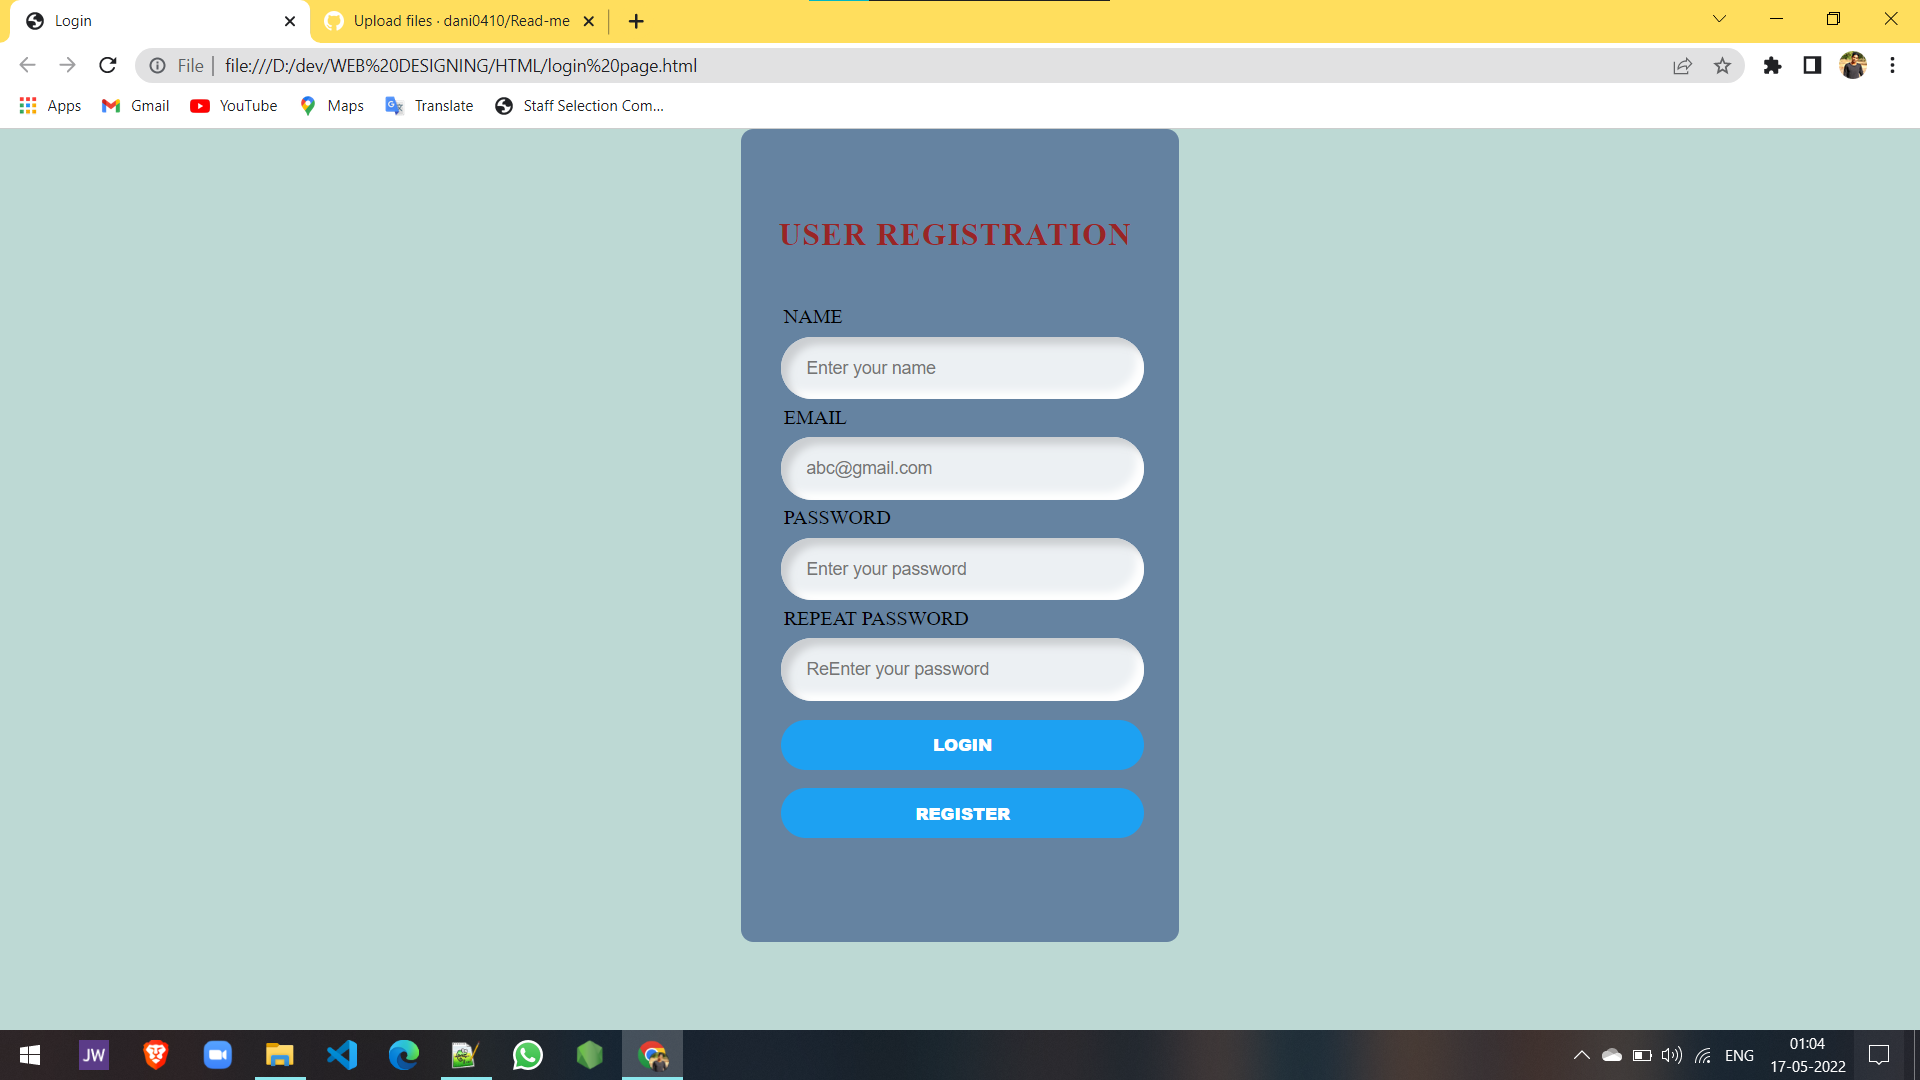 Login
Upload files · dani0410/Read-me
File | file:///D:/dev/WEB%20DESIGNING/HTML/login%20page.html
Apps Gmail YouTube Maps Translate Staff Selection Com...
USER REGISTRATION
NAME
Enter your name
EMAIL
abc@gmail.com
PASSWORD
Enter your password
REPEAT PASSWORD
ReEnter your password
LOGIN
REGISTER
JW
ENG
01:04
17-05-2022